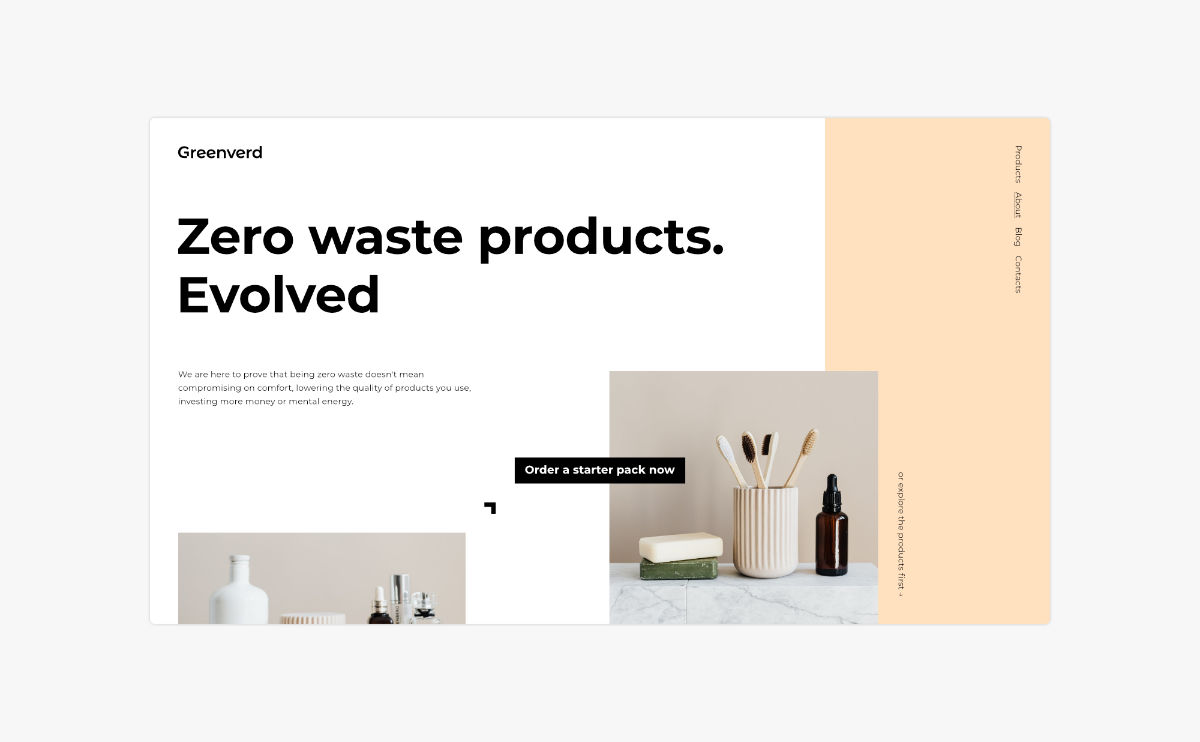 Greenverd
Products About Blog Contacts
Zero waste products.
Evolved
We are here to prove that being zero waste doesn't mean
compromising on comfort, lowering the quality of products you use,
investing more money or mental energy.
Order a starter pack now
or explore the products first →